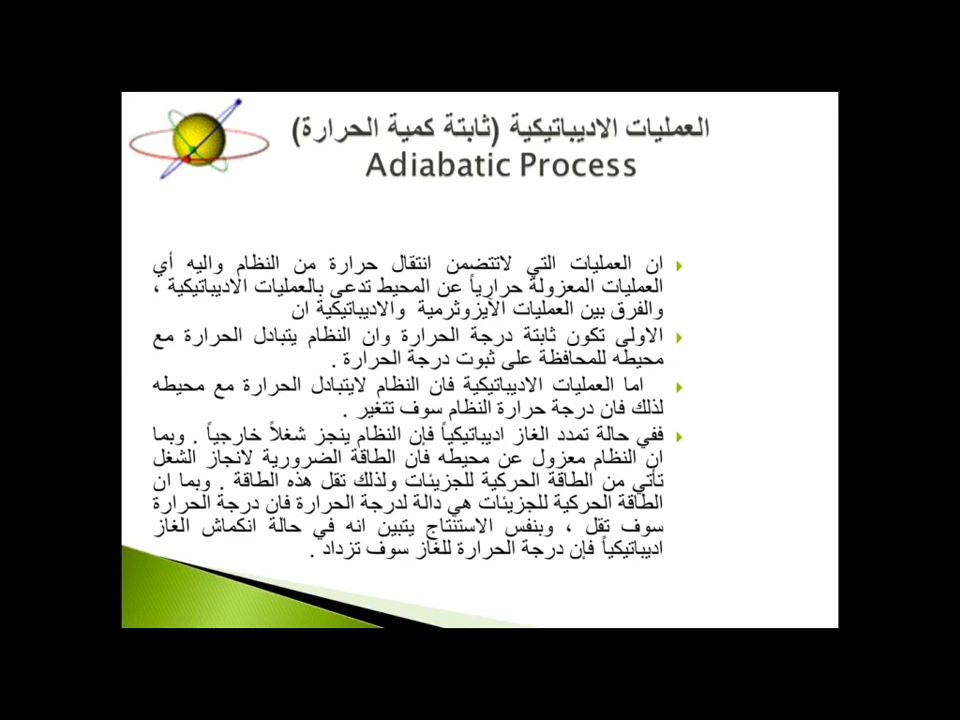 العمليات الاديباتيكية (ثابتة كمية الحرارة)
Adiabatic Process
ان العمليات التي لاتتضمن انتقال حرارة من النظام واليه أي
العمليات المعزولة حرارياً عن المحيط تدعى بالعمليات الاديباتيكية ،
والفرق بين العمليات الآيزوثرمية والاديباتيكية ان
الاولى تكون ثابتة درجة الحرارة وان النظام يتبادل الحرارة مع
محيطه للمحافظة على ثبوت درجة الحرارة .
اما العمليات الاديباتيكية فان النظام لايتبادل الحرارة مع محيطه
لذلك فان درجة حرارة النظام سوف تتغير .
ففي حالة تمدد الغاز اديباتيكياً فإن النظام ينجز شغلاً خارجياً . وبما
ان النظام معزول عن محيطه فأن الطاقة الضرورية لانجاز الشغل
تأتي من الطاقة الحركية للجزيئات ولذلك تقل هذه الطاقة . وبما ان
الطاقة الحركية للجزيئات هي دالة لدرجة الحرارة فان درجة الحرارة
سوف تقل ، وبنفس الاستنتاج يتبين انه في حالة انكماش الغاز
اديباتيكياً فإن درجة الحرارة للغاز سوف تزداد .